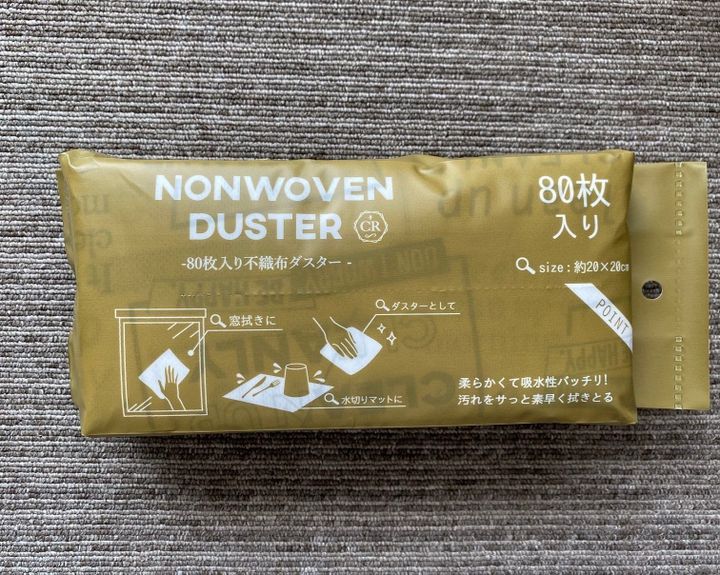 NONWOVEN
DUSTER CR
-80枚入り不織布ダスター-
80枚
入り
size：約20×20cm
窓拭きに
ダスターとして
水切りマットに
POINT
柔らかくて吸水性バッチリ！
汚れをサっと素早く拭きとる
HAPPY